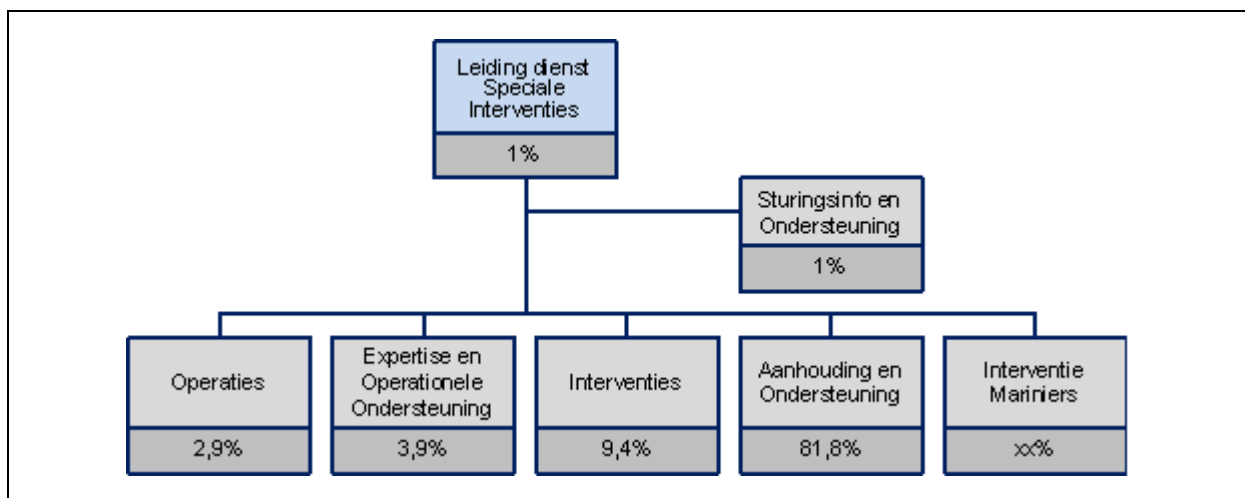 Leiding dienst
Speciale
Interventies
1%
Sturingsinfo en
Ondersteuning
1%
Operaties
2,9%
Expertise en
Operationele
Ondersteuning
3,9%
Interventies
9,4%
Aanhouding en
Ondersteuning
81,8%
Interventie
Mariniers
xx%